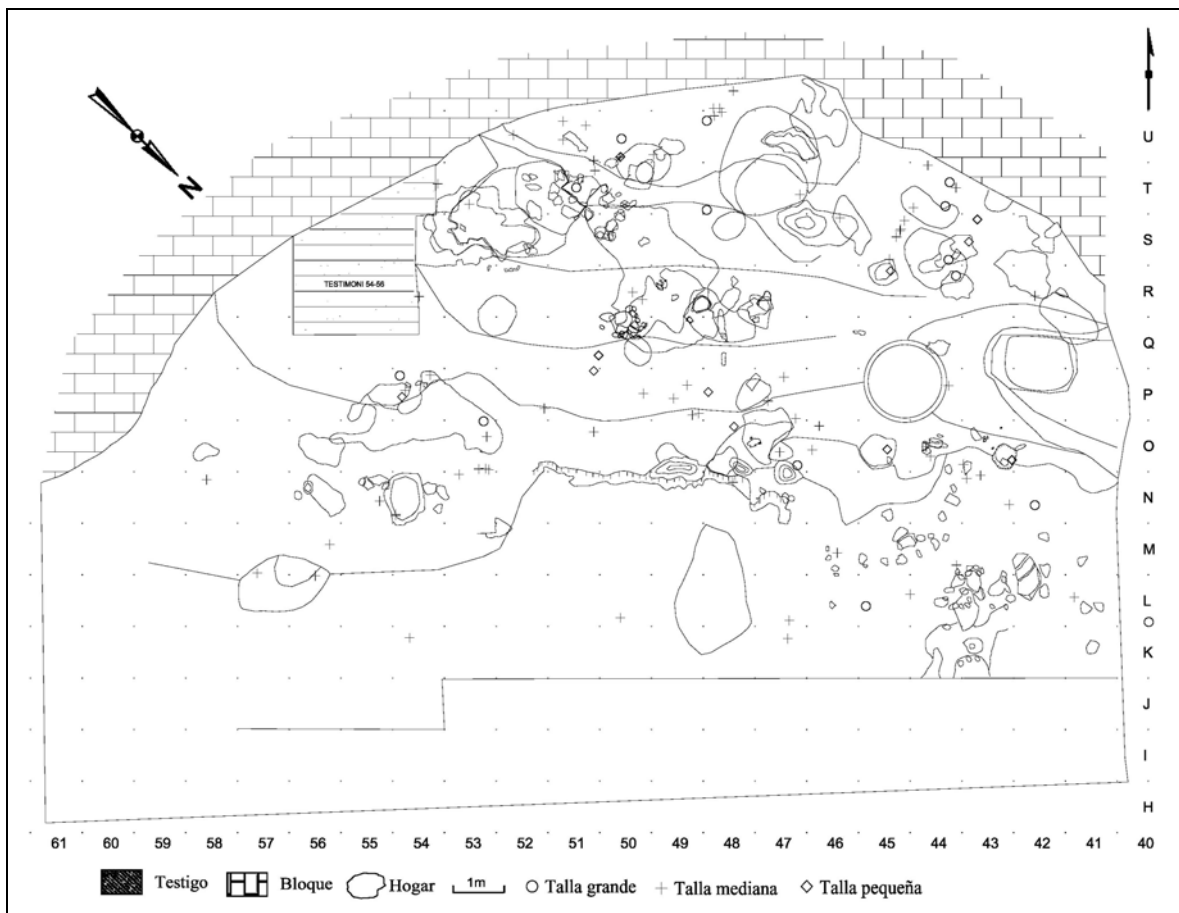 N
U
T
S
TESTIMONI 54-56
R
Q
P
O
N
M
L
K
J
I
H
61 60 59 58 57 56 55 54 53 52 51 50 49 48 47 46 45 44 43 42 41 40
Testigo Bloque Hogar 1m Talla grande Talla mediana Talla pequeña